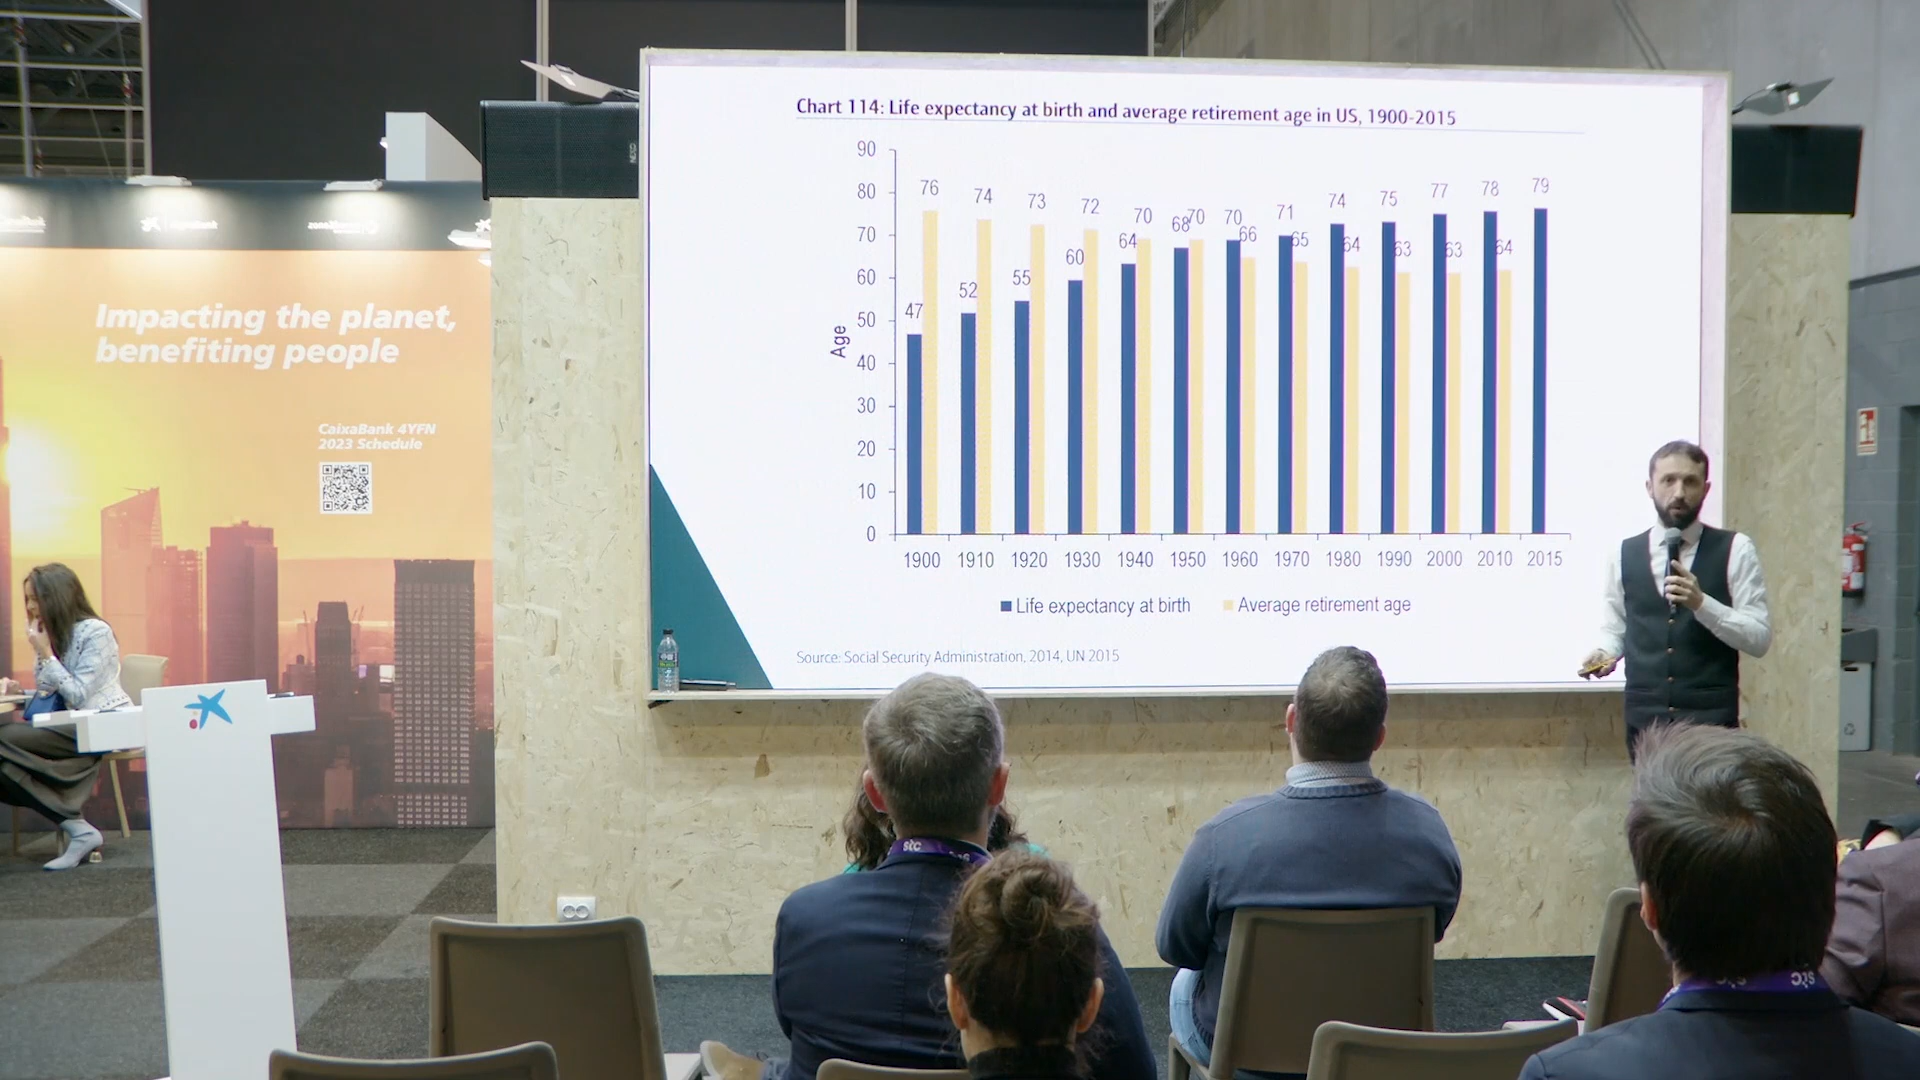 Chart 114: Life expectancy at birth and average retirement age in US, 1900-2015
90
80
70
60
50
40
30
20
10
0
Age
47 76
52 74
55 73
60 72
64 70
68 70
70 66
71 65
74 64
75 63
77 63
78 64
79
1900 1910 1920 1930 1940 1950 1960 1970 1980 1990 2000 2010 2015
Life expectancy at birth Average retirement age
Source: Social Security Administration, 2014, UN 2015
Impacting the planet,
benefiting people
CaixaBank 4YFN
2023 Schedule
stc
stc